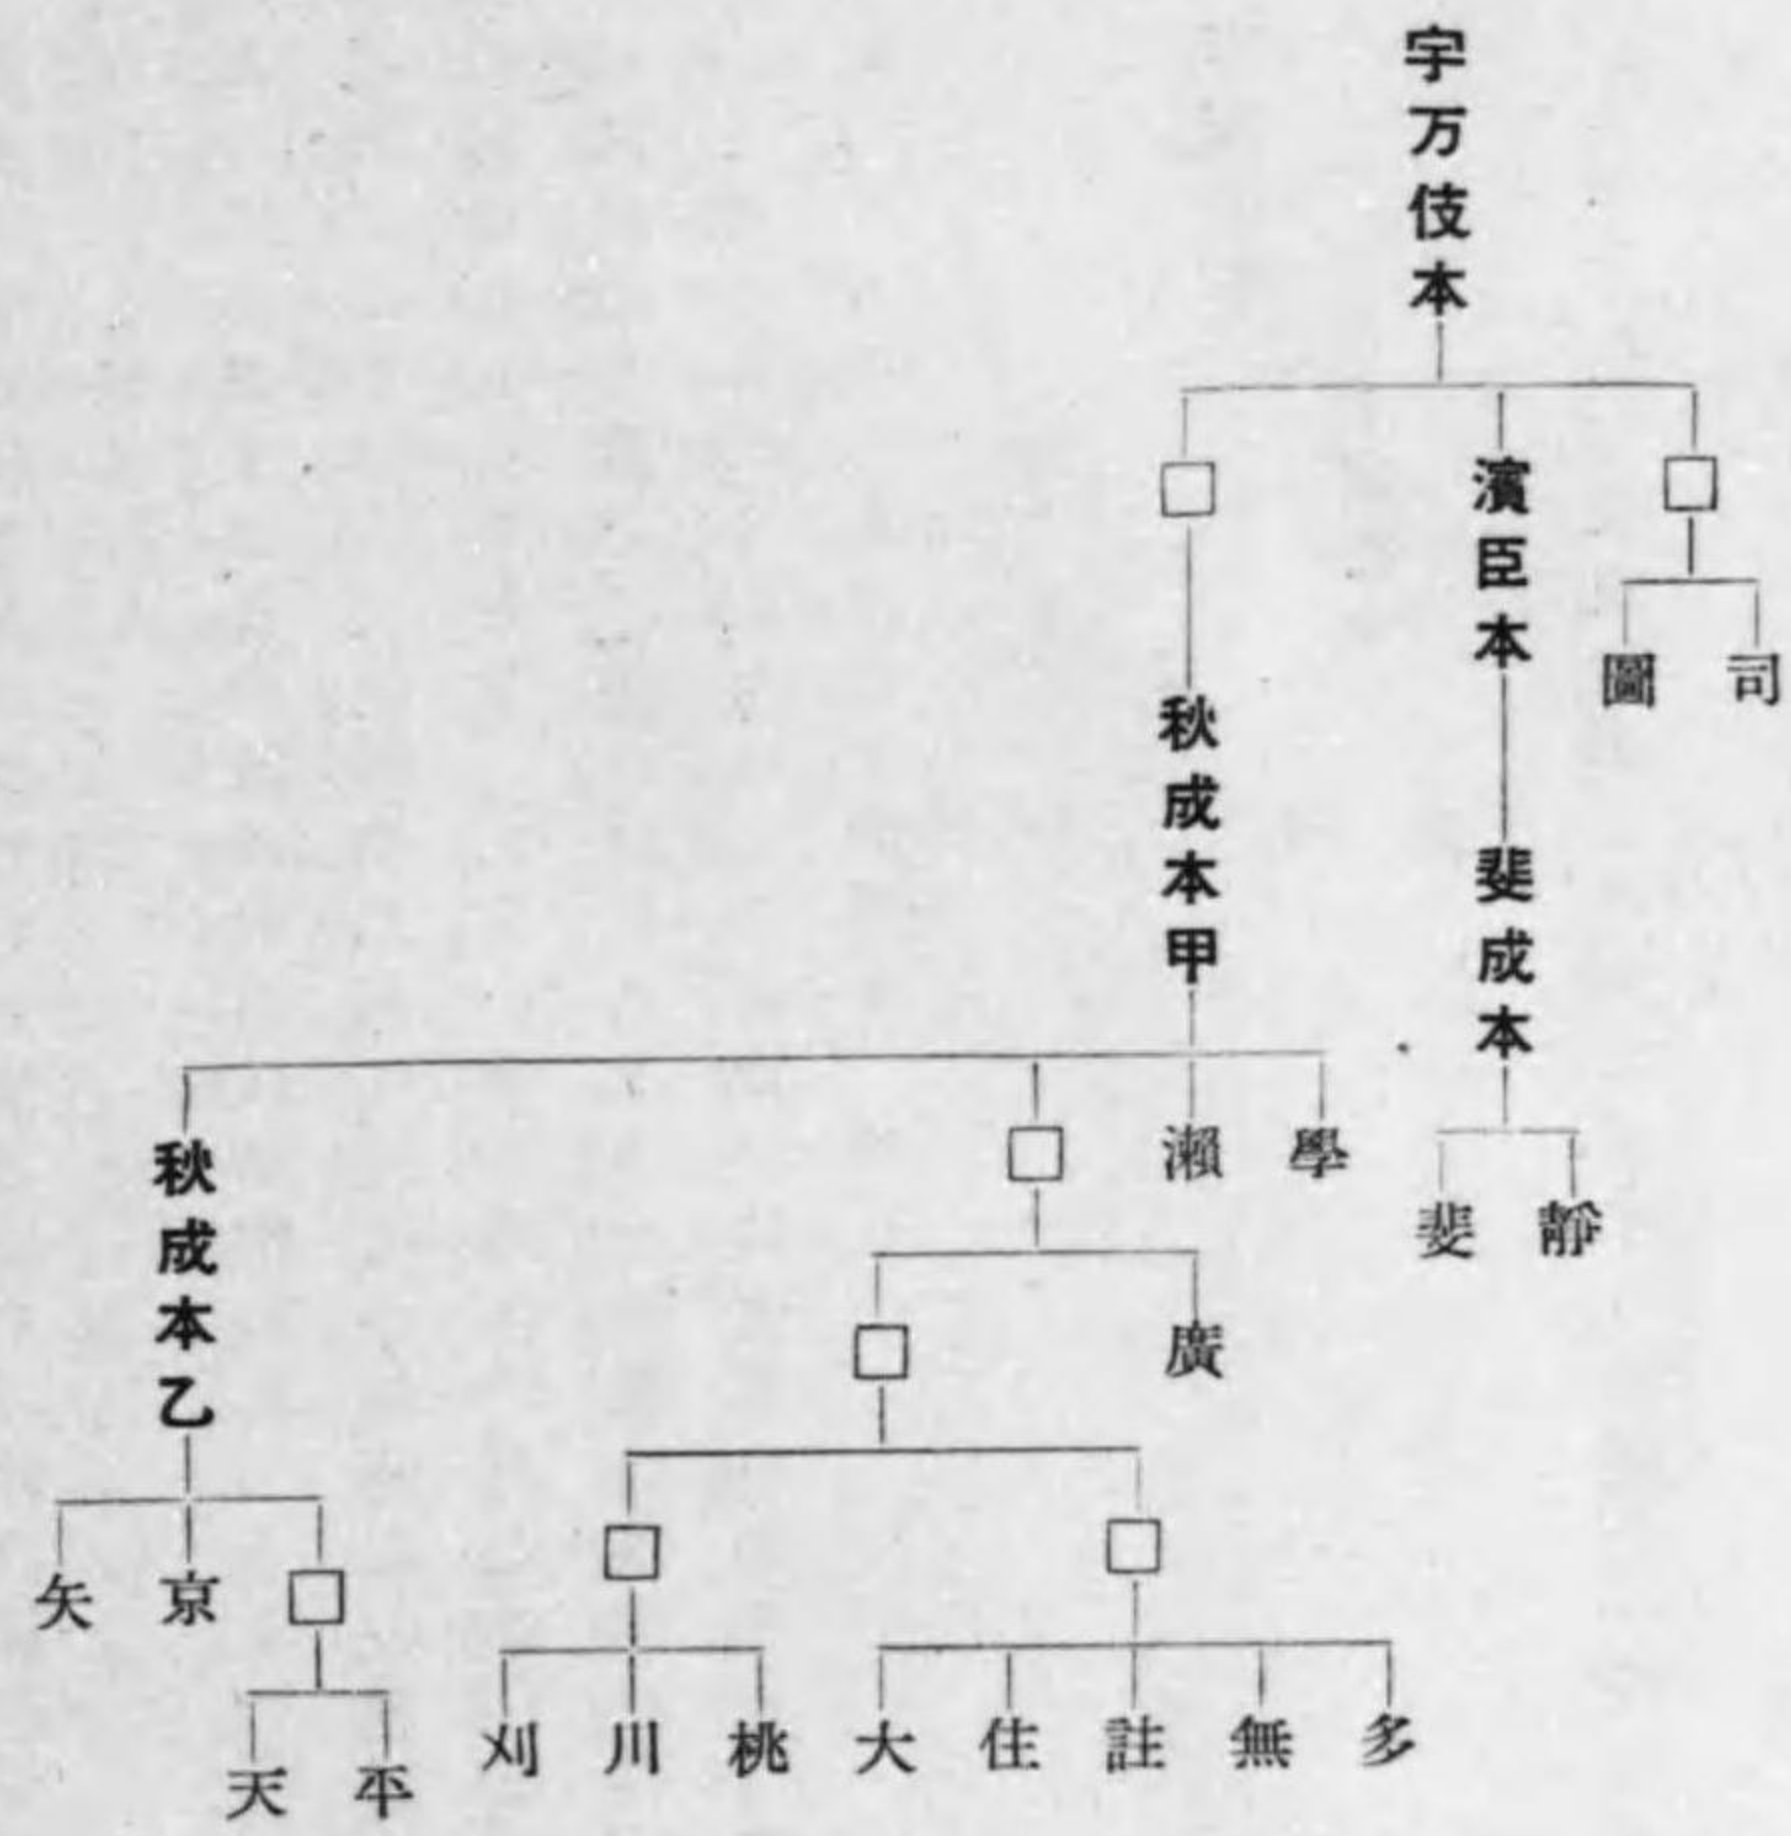 宇万伎本
司
圖
濱臣本
斐成本
靜
斐
秋成本甲
學
瀨
廣
多
無
註
住
大
桃
川
刈
秋成本乙
平
天
京
矢